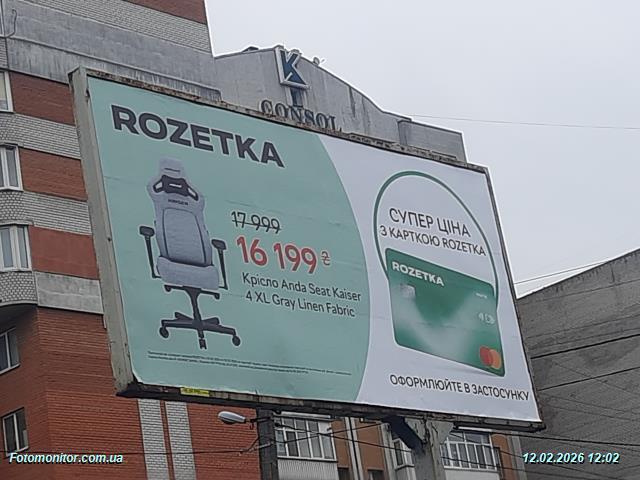 K
CONSOL
ROZETKA
17 999
16 199₴
Крісло Anda Seat Kaiser
4 XL Gray Linen Fabric
СУПЕР ЦІНА
З КАРТКОЮ ROZETKA
ROZETKA
ОФОРМЛЮЙТЕ В ЗАСТОСУНКУ
Fotomonitor.com.ua
12.02.2026 12:02